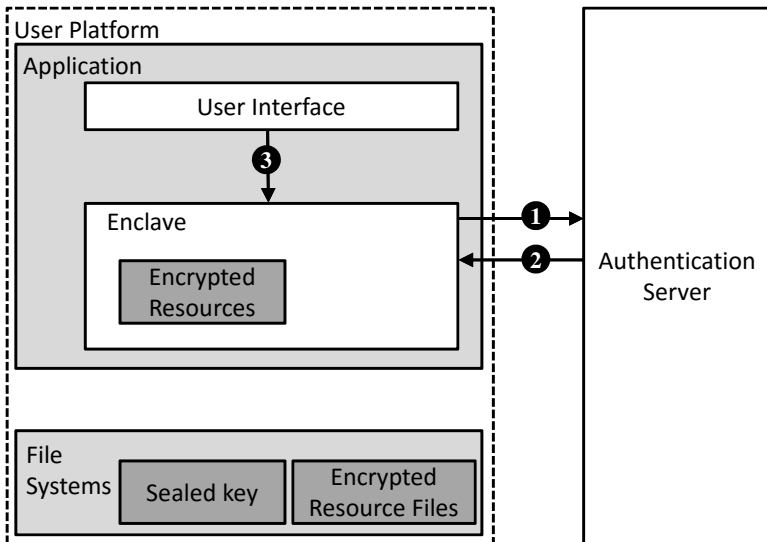 User Platform
Application
User Interface
3
Enclave
1
2
Encrypted
Resources
Authentication
Server
File
Systems
Sealed key
Encrypted
Resource Files